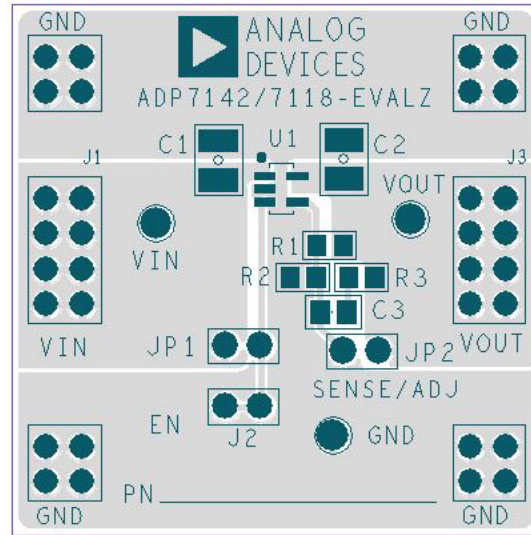 GND
ANALOG
DEVICES
GND
ADP7142/7118-EVALZ
C1
U1
C2
J1
J3
VIN
VOUT
R1
R2
R3
C3
VIN
JP1
JP2
VOUT
SENSE/ADJ
EN
J2
GND
PN
GND
GND